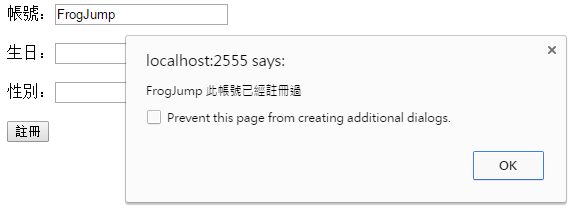 帳號：FrogJump
生日：
性別：
註冊
localhost:2555 says:
FrogJump 此帳號已經註冊過
Prevent this page from creating additional dialogs.
OK